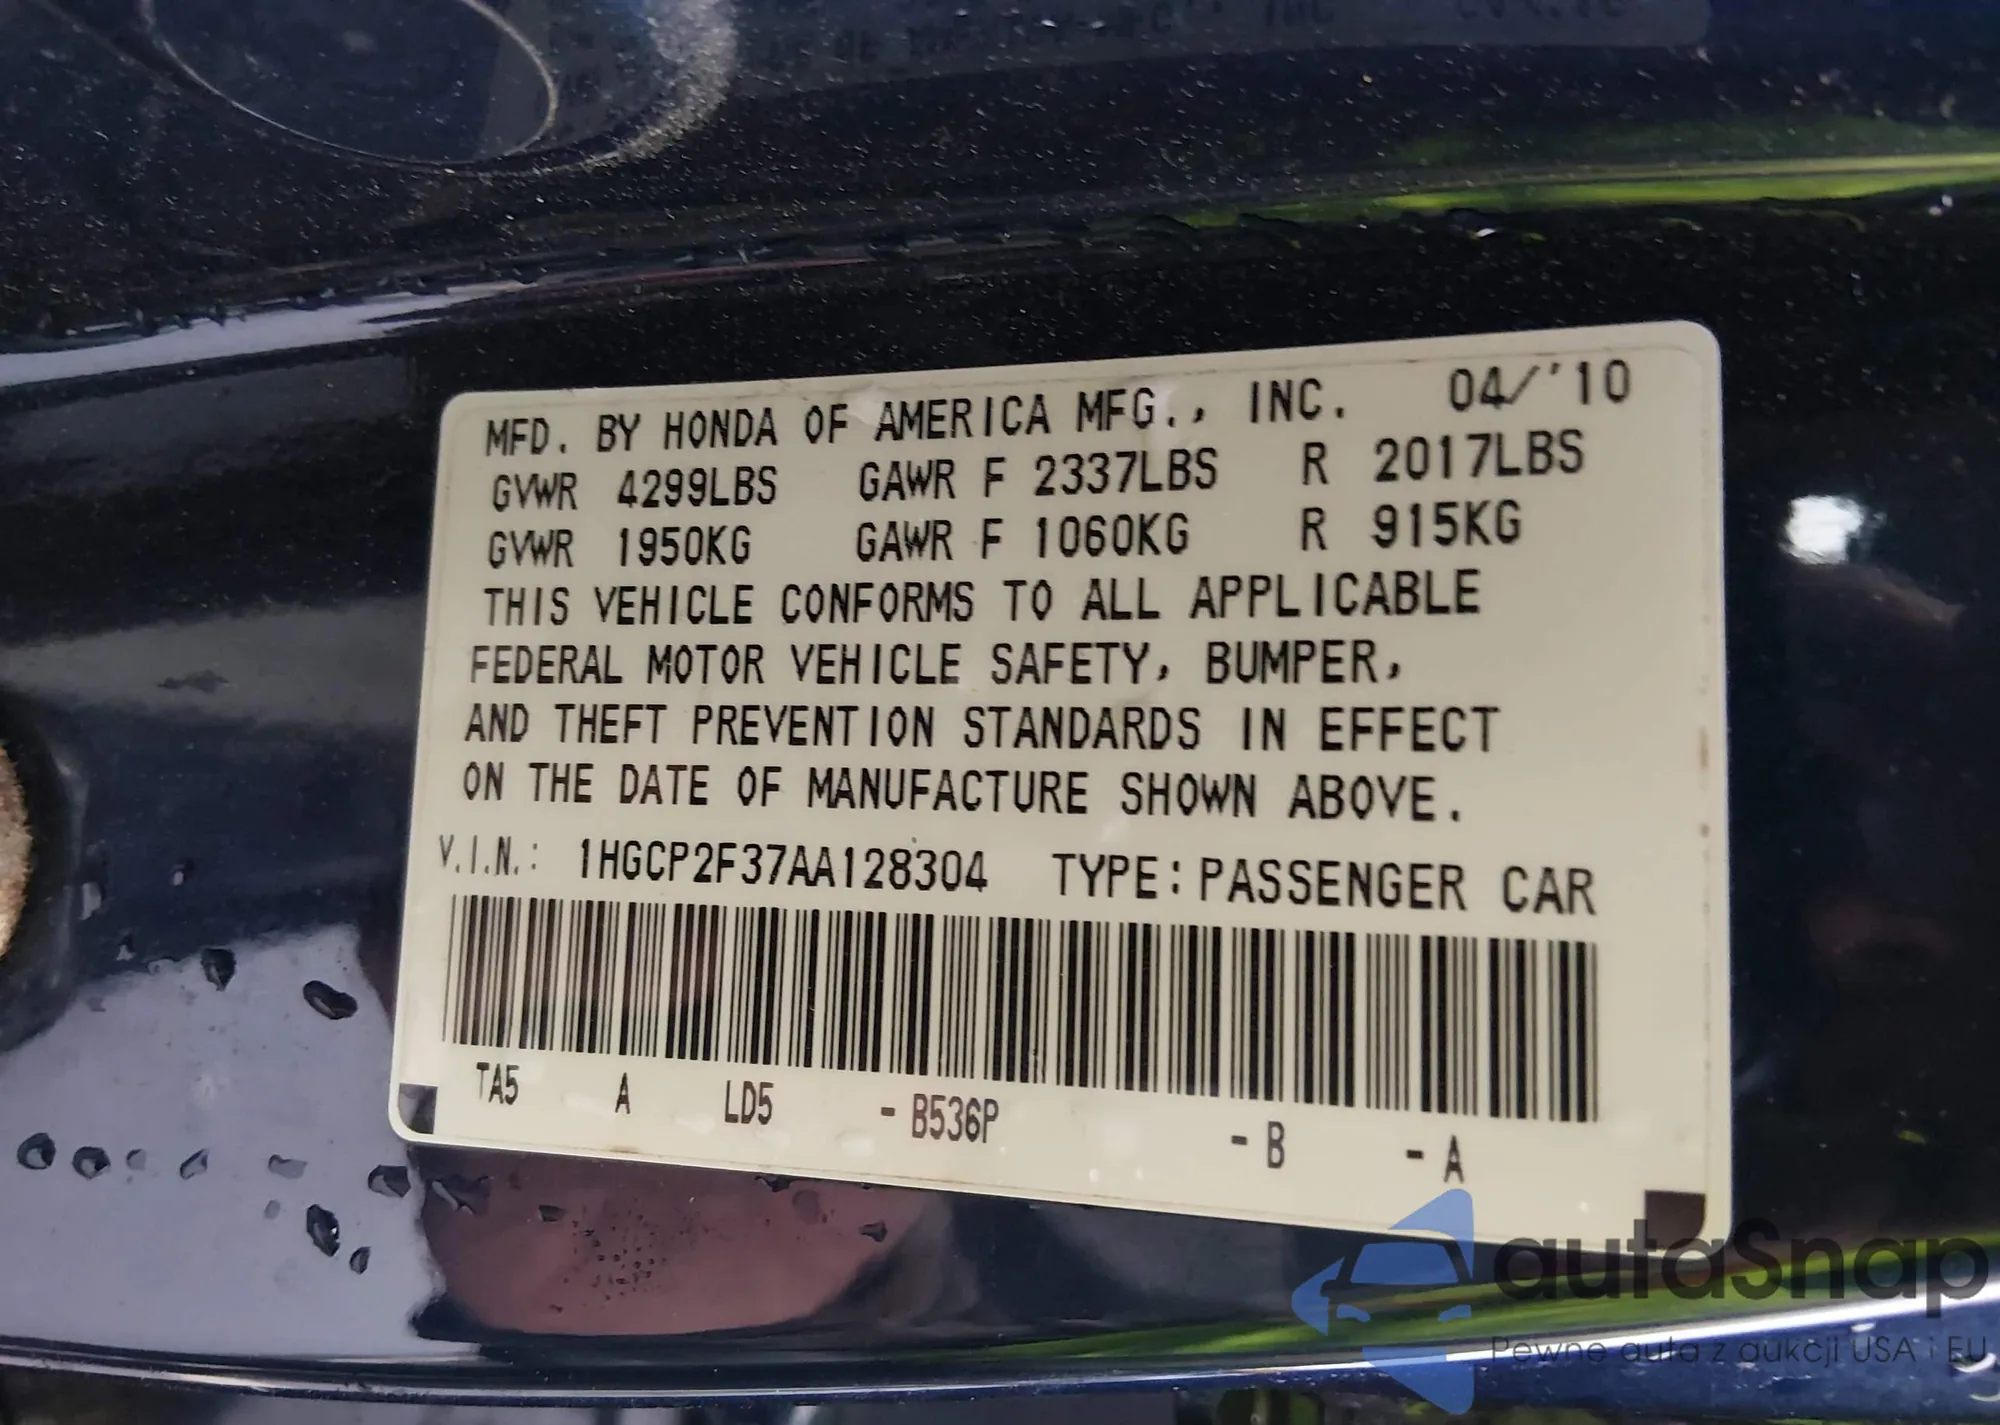 MFD. BY HONDA OF AMERICA MFG., INC. 04/'10
GVWR 4299LBS GAWR F 2337LBS R 2017LBS
GVWR 1950KG GAWR F 1060KG R 915KG
THIS VEHICLE CONFORMS TO ALL APPLICABLE
FEDERAL MOTOR VEHICLE SAFETY, BUMPER,
AND THEFT PREVENTION STANDARDS IN EFFECT
ON THE DATE OF MANUFACTURE SHOWN ABOVE.
V.I.N.: 1HGCP2F37AA128304 TYPE: PASSENGER CAR
TA5 A LD5 - B536P - B - A
autaSnap
Pewne auta z aukcji USA i EU